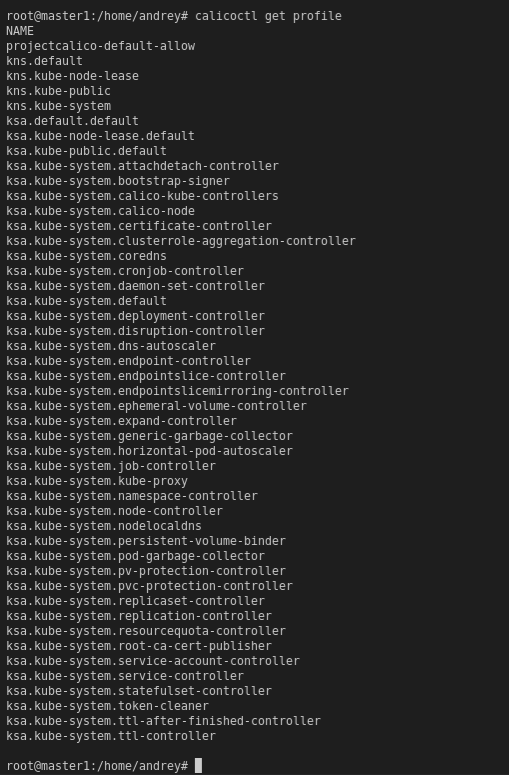 root@master1:/home/andrey# calicoctl get profile
NAME
projectcalico-default-allow
kns.default
kns.kube-node-lease
kns.kube-public
kns.kube-system
ksa.default.default
ksa.kube-node-lease.default
ksa.kube-public.default
ksa.kube-system.attachdetach-controller
ksa.kube-system.bootstrap-signer
ksa.kube-system.calico-kube-controllers
ksa.kube-system.calico-node
ksa.kube-system.certificate-controller
ksa.kube-system.clusterrole-aggregation-controller
ksa.kube-system.coredns
ksa.kube-system.cronjob-controller
ksa.kube-system.daemon-set-controller
ksa.kube-system.default
ksa.kube-system.deployment-controller
ksa.kube-system.disruption-controller
ksa.kube-system.dns-autoscaler
ksa.kube-system.endpoint-controller
ksa.kube-system.endpointslice-controller
ksa.kube-system.endpointslicemirroring-controller
ksa.kube-system.ephemeral-volume-controller
ksa.kube-system.expand-controller
ksa.kube-system.generic-garbage-collector
ksa.kube-system.horizontal-pod-autoscaler
ksa.kube-system.job-controller
ksa.kube-system.kube-proxy
ksa.kube-system.namespace-controller
ksa.kube-system.node-controller
ksa.kube-system.nodelocaldns
ksa.kube-system.persistent-volume-binder
ksa.kube-system.pod-garbage-collector
ksa.kube-system.pv-protection-controller
ksa.kube-system.pvc-protection-controller
ksa.kube-system.replicaset-controller
ksa.kube-system.replication-controller
ksa.kube-system.resourcequota-controller
ksa.kube-system.root-ca-cert-publisher
ksa.kube-system.service-account-controller
ksa.kube-system.service-controller
ksa.kube-system.statefulset-controller
ksa.kube-system.token-cleaner
ksa.kube-system.ttl-after-finished-controller
ksa.kube-system.ttl-controller
root@master1:/home/andrey#